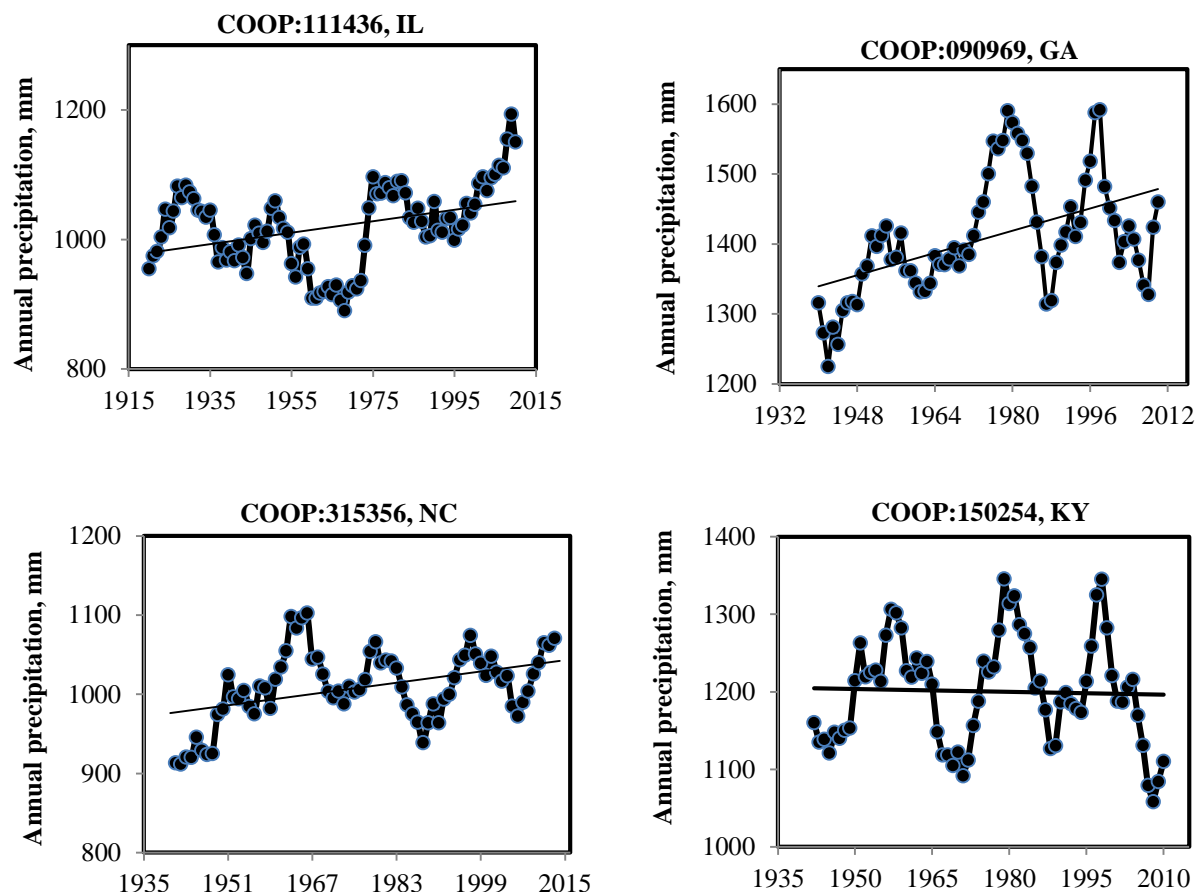 COOP:111436, IL
Annual precipitation, mm
1200
1000
800
1915 1935 1955 1975 1995 2015
COOP:090969, GA
Annual precipitation, mm
1600
1500
1400
1300
1200
1932 1948 1964 1980 1996 2012
COOP:315356, NC
Annual precipitation, mm
1200
1100
1000
900
800
1935 1951 1967 1983 1999 2015
COOP:150254, KY
Annual precipitation, mm
1400
1300
1200
1100
1000
1935 1950 1965 1980 1995 2010